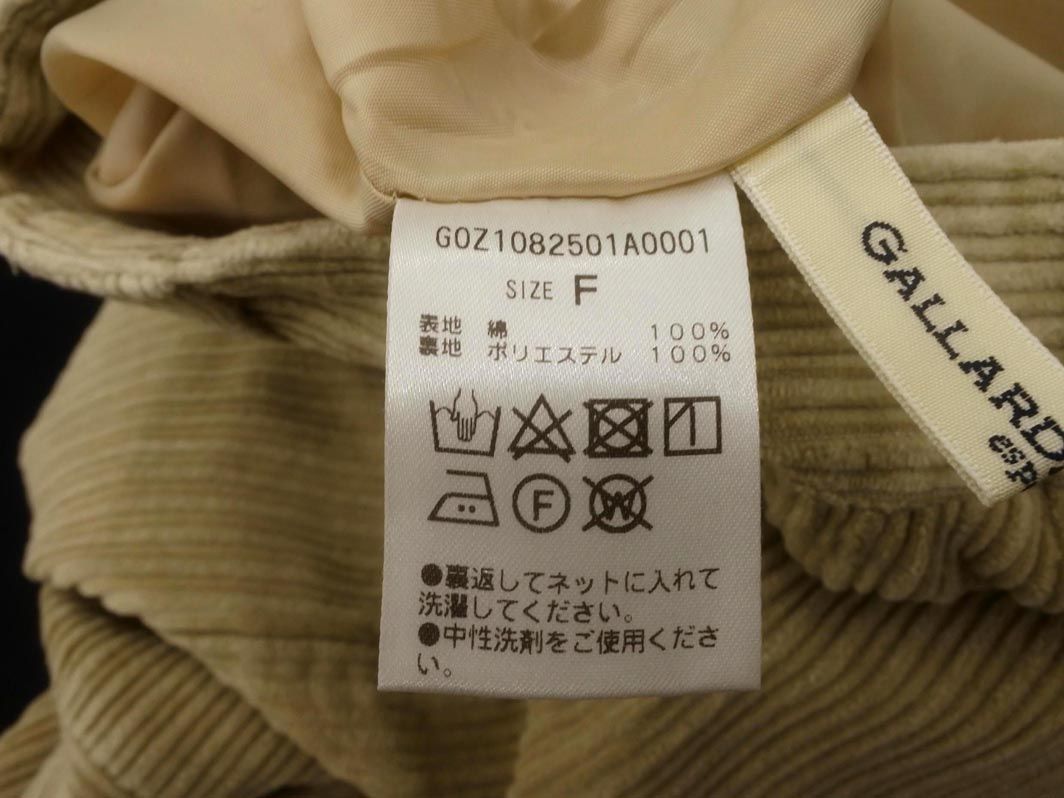 G0Z1082501A0001
SIZE F
表地 綿 100%
裏地 ポリエステル 100%
F
W
●裏返してネットに入れて
洗濯してください。
●中性洗剤をご使用くださ
い。
GALLARD
esp